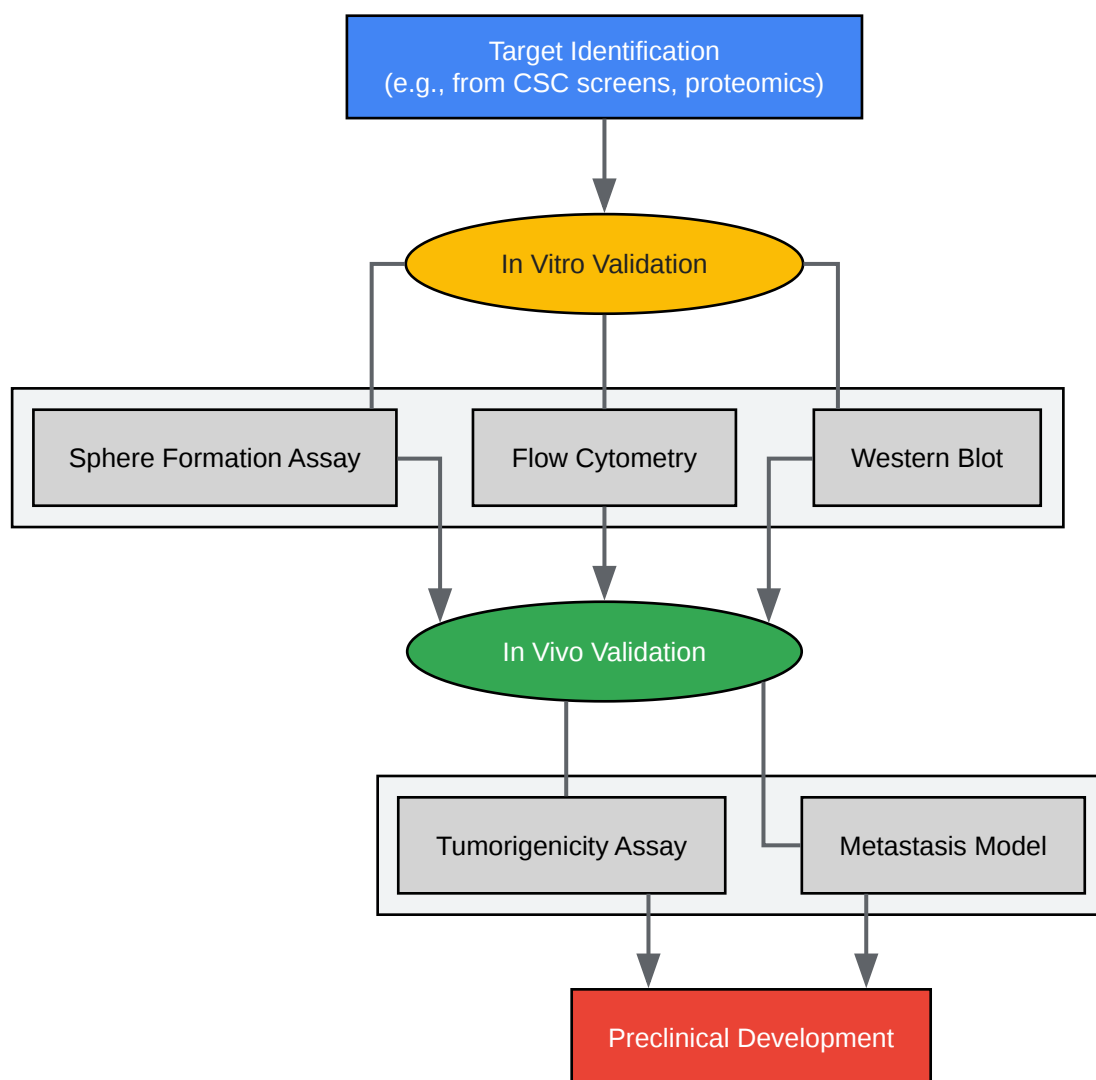 Target Identification
(e.g., from CSC screens, proteomics)
In Vitro Validation
Sphere Formation Assay
Flow Cytometry
Western Blot
In Vivo Validation
Tumorigenicity Assay
Metastasis Model
Preclinical Development